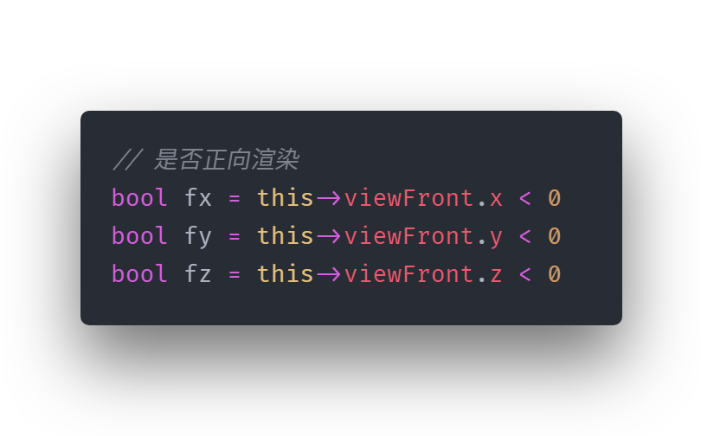 // 是否正向渲染
bool fx = this->viewFront.x < 0
bool fy = this->viewFront.y < 0
bool fz = this->viewFront.z < 0